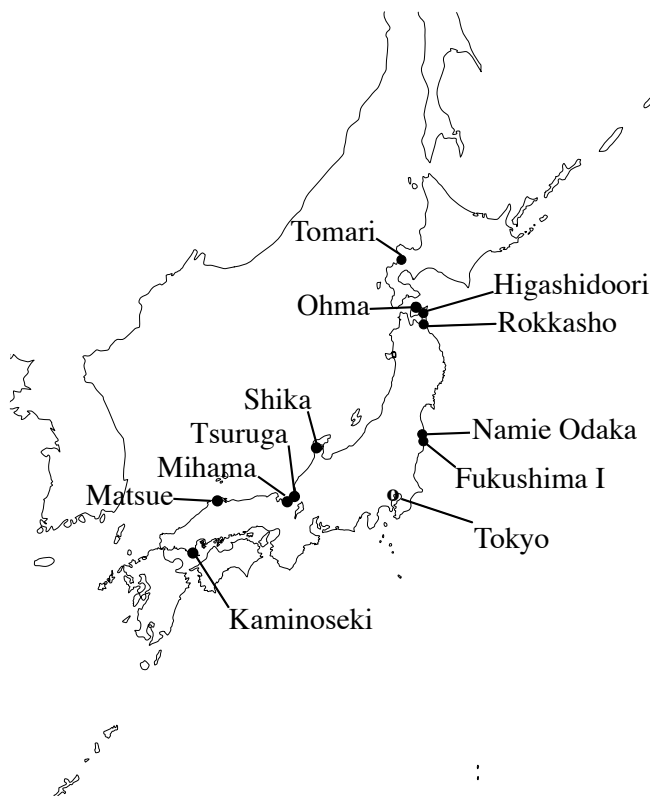 Tomari
Higashidoori
Ohma
Rokkasho
Shika
Tsuruga
Namie Odaka
Mihama
Fukushima I
Matsue
Tokyo
Kaminoseki